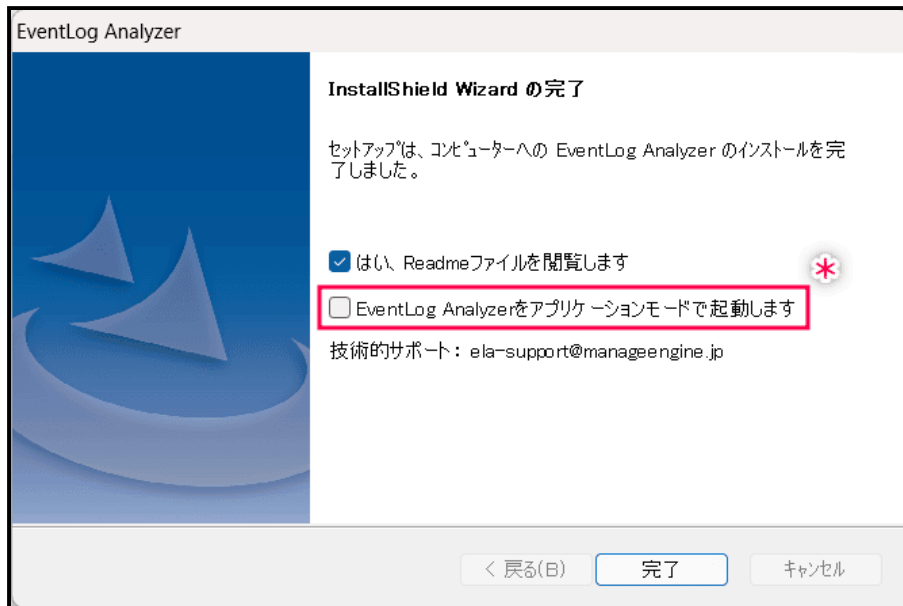 EventLog Analyzer
InstallShield Wizard の完了
セットアップは、コンピューターへの EventLog Analyzer のインストールを完
了しました。
はい、Readmeファイルを閲覧します
EventLog Analyzerをアプリケーションモードで起動します
技術的サポート： ela-support@manageengine.jp
< 戻る(B)
完了
キャンセル